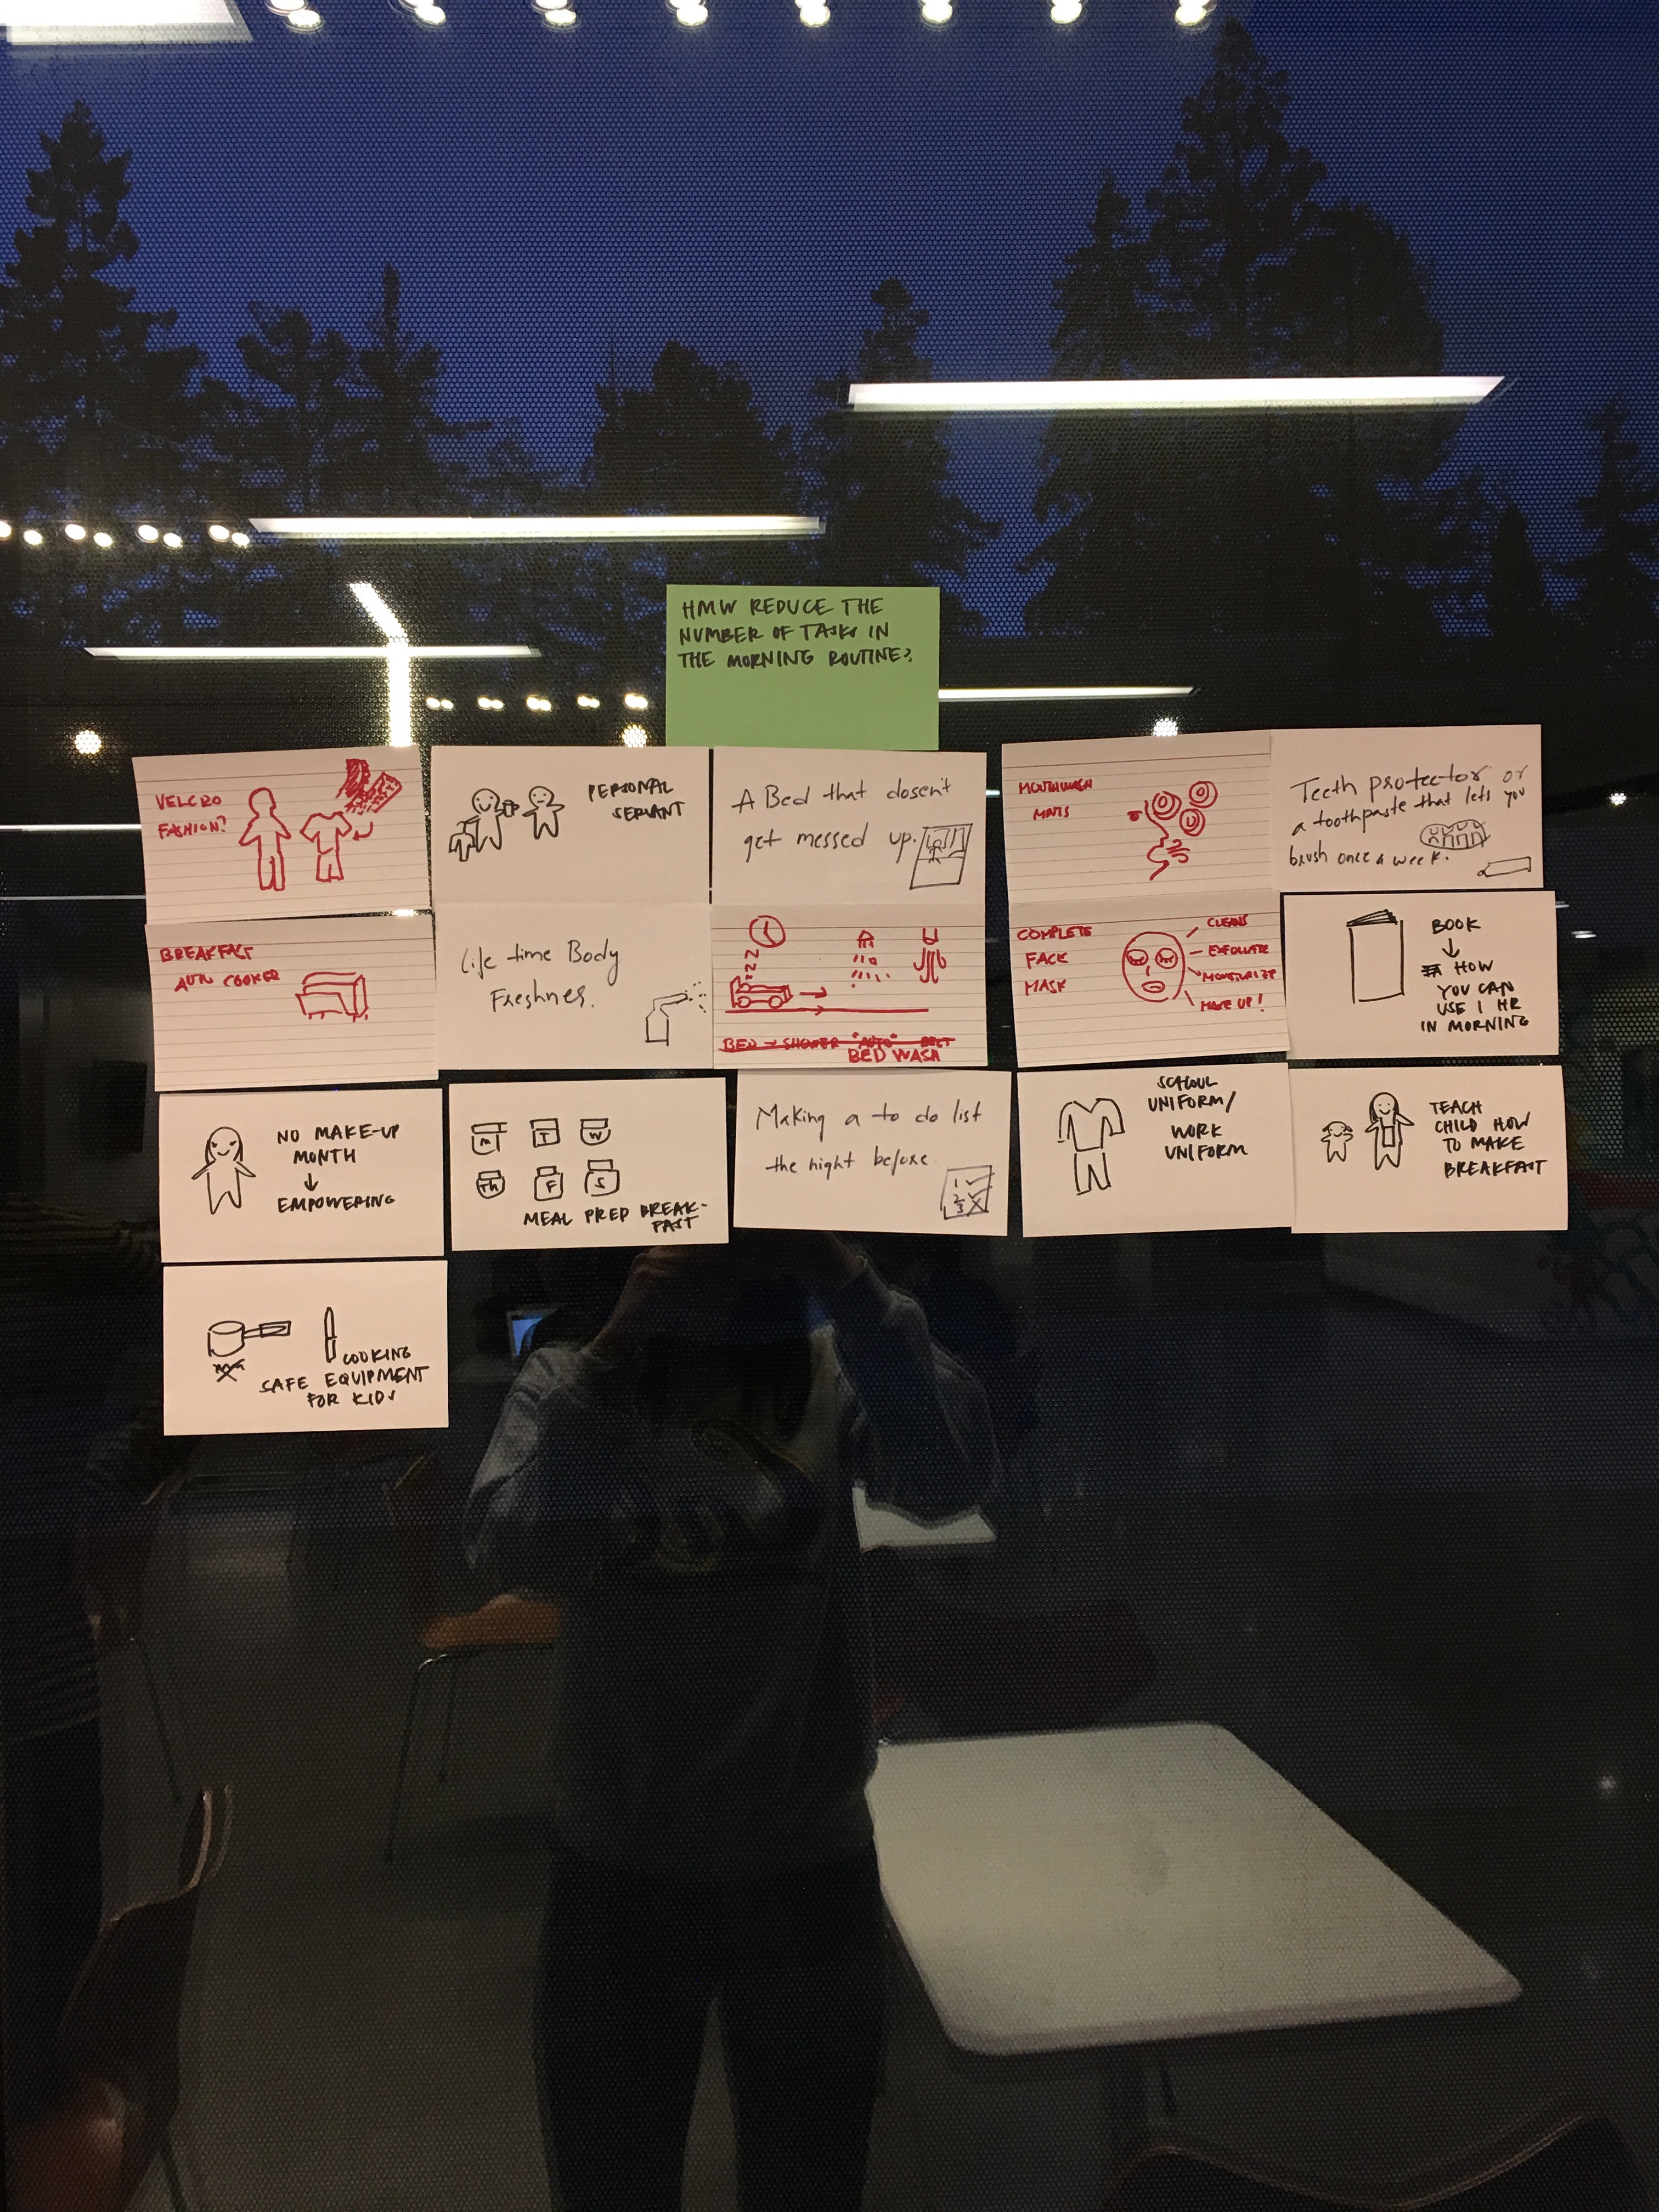 HMW REDUCE THE
NUMBER OF TASKS IN
THE MORNING ROUTINE?
VELCRO
FASHION?
PERSONAL
SERVANT
A Bed that dosen't
get messed up.
MOUTHWASH
MINTS
Teeth protector or
a toothpaste that lets you
brush once a week.
BREAKFAST
AUTO COOKER
Life time Body
Freshnes.
ZZZ
BED → SHOWER "AUTO" BELT
BED WASH
COMPLETE
FACE
MASK
CLEANS
EXFOLIATE
MOISTURIZE
MAKE UP!
BOOK
↓
HOW
YOU CAN
USE 1 HR
IN MORNING
NO MAKE-UP
MONTH
↓
EMPOWERING
M T W
Th F S
MEAL PREP BREAK-
FAST
Making a to do list
the night before.
1
2
3
SCHOOL
UNIFORM/
WORK
UNIFORM
TEACH
CHILD HOW
TO MAKE
BREAKFAST
COOKING
SAFE EQUIPMENT
FOR KIDS